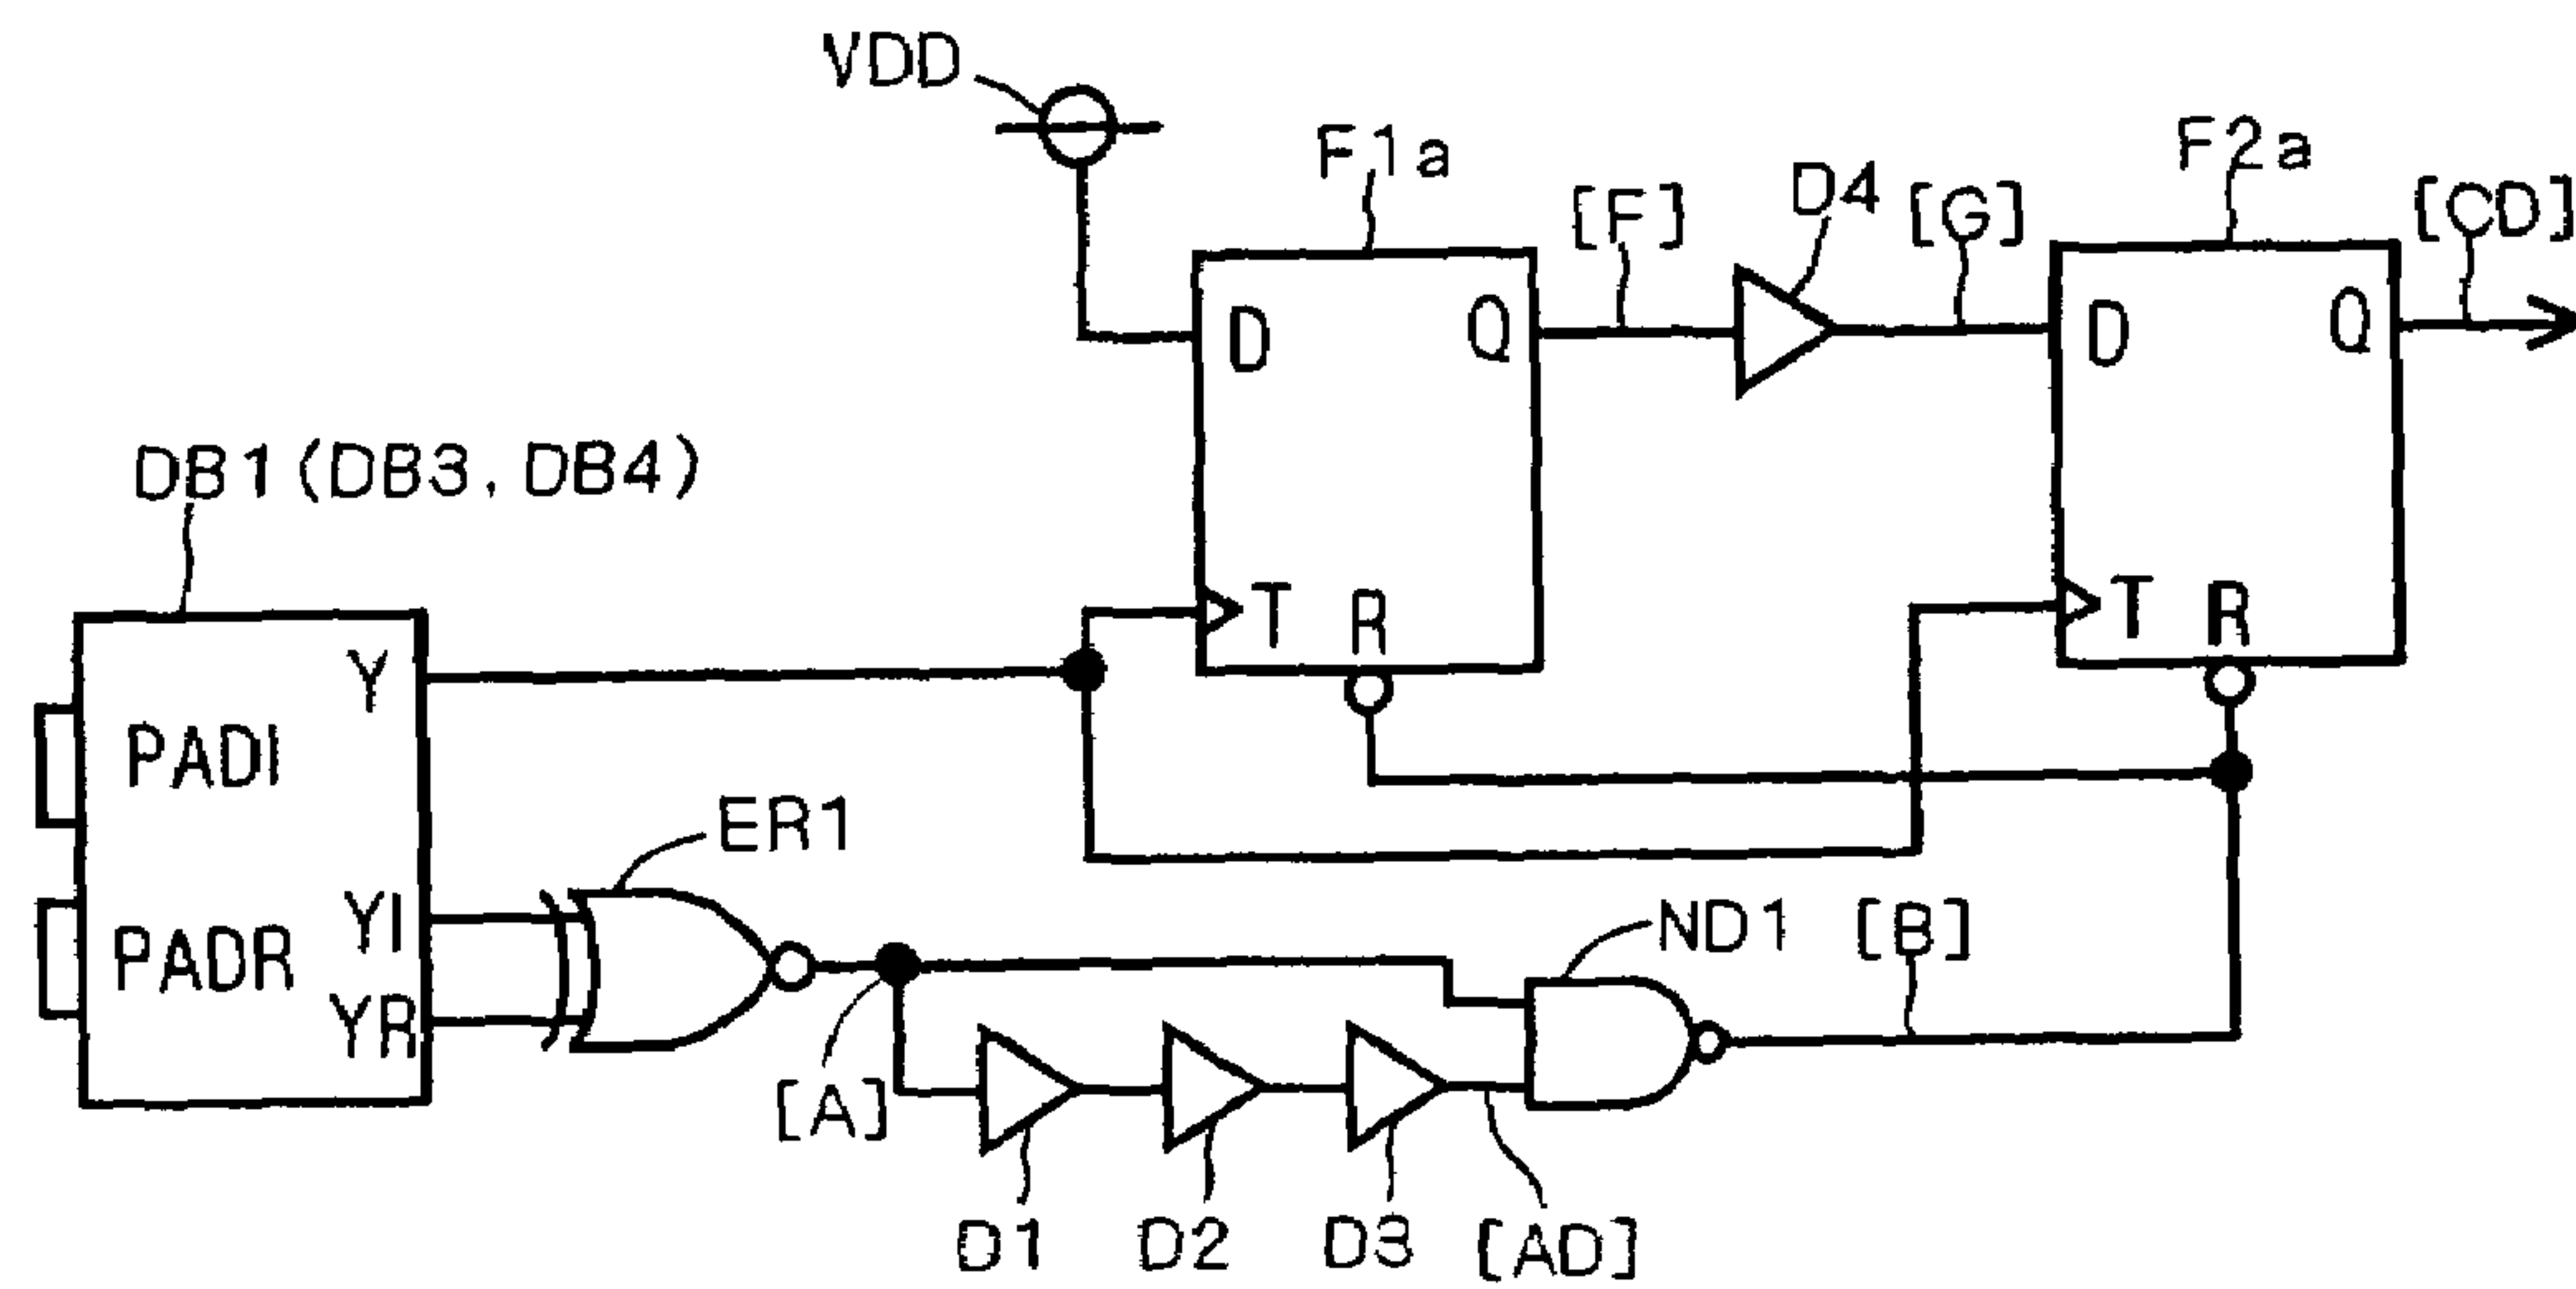 VDD
F1a
[F]
D4
[G]
F2a
[CD]
D
Q
D
Q
DB1(DB3, DB4)
T
R
T
R
Y
PADI
ER1
YI
PADR
YR
ND1
[B]
[A]
D1
D2
D3
[AD]